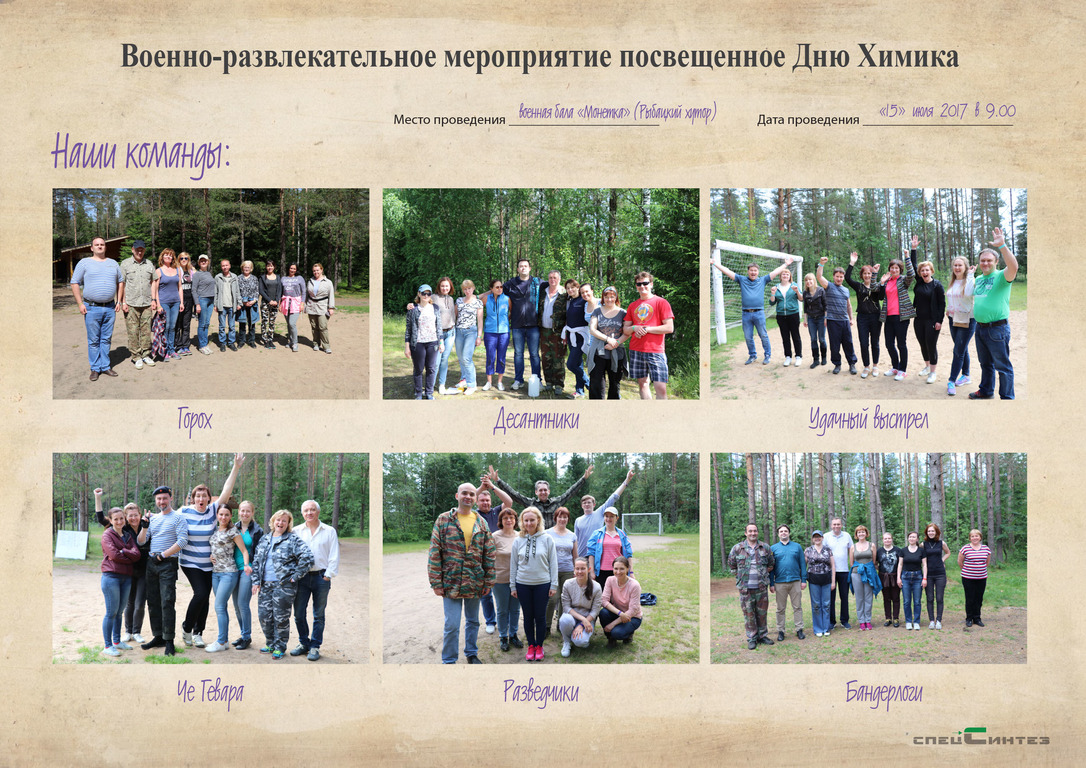 Военно-развлекательное мероприятие посвещенное Дню Химика
Место проведения военная база «Монетка» (Рыбацкий хутор)
Дата проведения «15» июля 2017 в 9.00
Наши команды:
Горох
Десантники
Удачный выстрел
Че Гевара
Разведчики
Бандерлоги
СПЕЦСИНТЕЗ